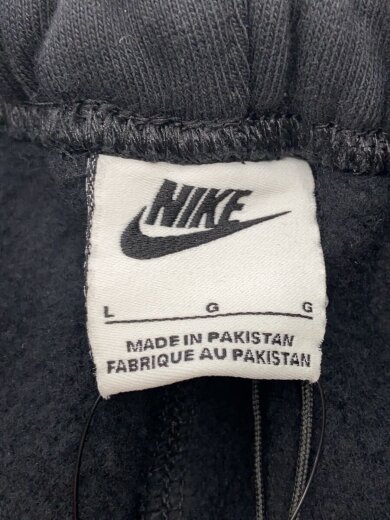 NIKE
L G G
MADE IN PAKISTAN
FABRIQUE AU PAKISTAN